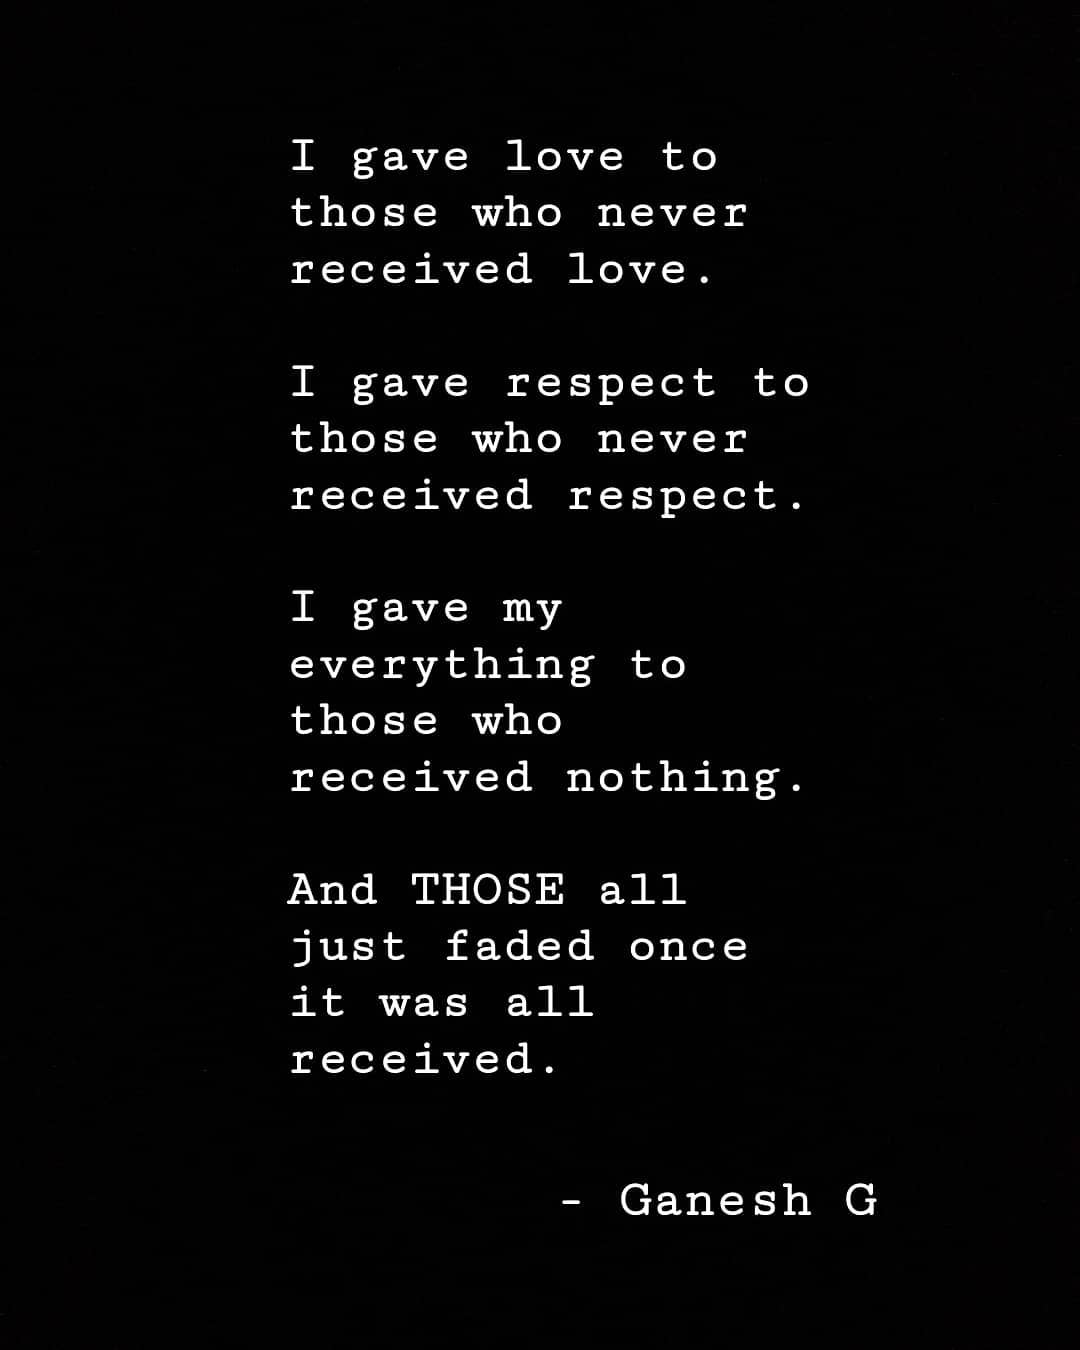 I gave love to
those who never
received love.
I gave respect to
those who never
received respect.
I gave my
everything to
those who
received nothing.
And THOSE all
just faded once
it was all
received.
- Ganesh G